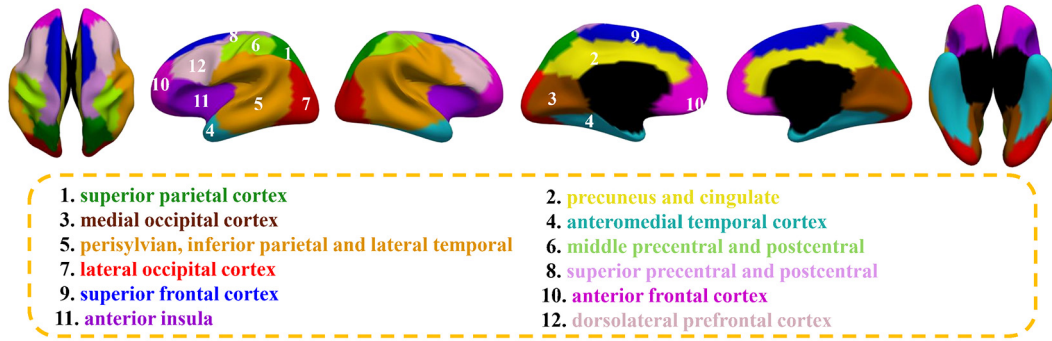 8
9
6
1
12
2
10
11
5
7
3
10
4
4
1. superior parietal cortex
2. precuneus and cingulate
3. medial occipital cortex
4. anteromedial temporal cortex
5. perisylvian, inferior parietal and lateral temporal
6. middle precentral and postcentral
7. lateral occipital cortex
8. superior precentral and postcentral
9. superior frontal cortex
10. anterior frontal cortex
11. anterior insula
12. dorsolateral prefrontal cortex